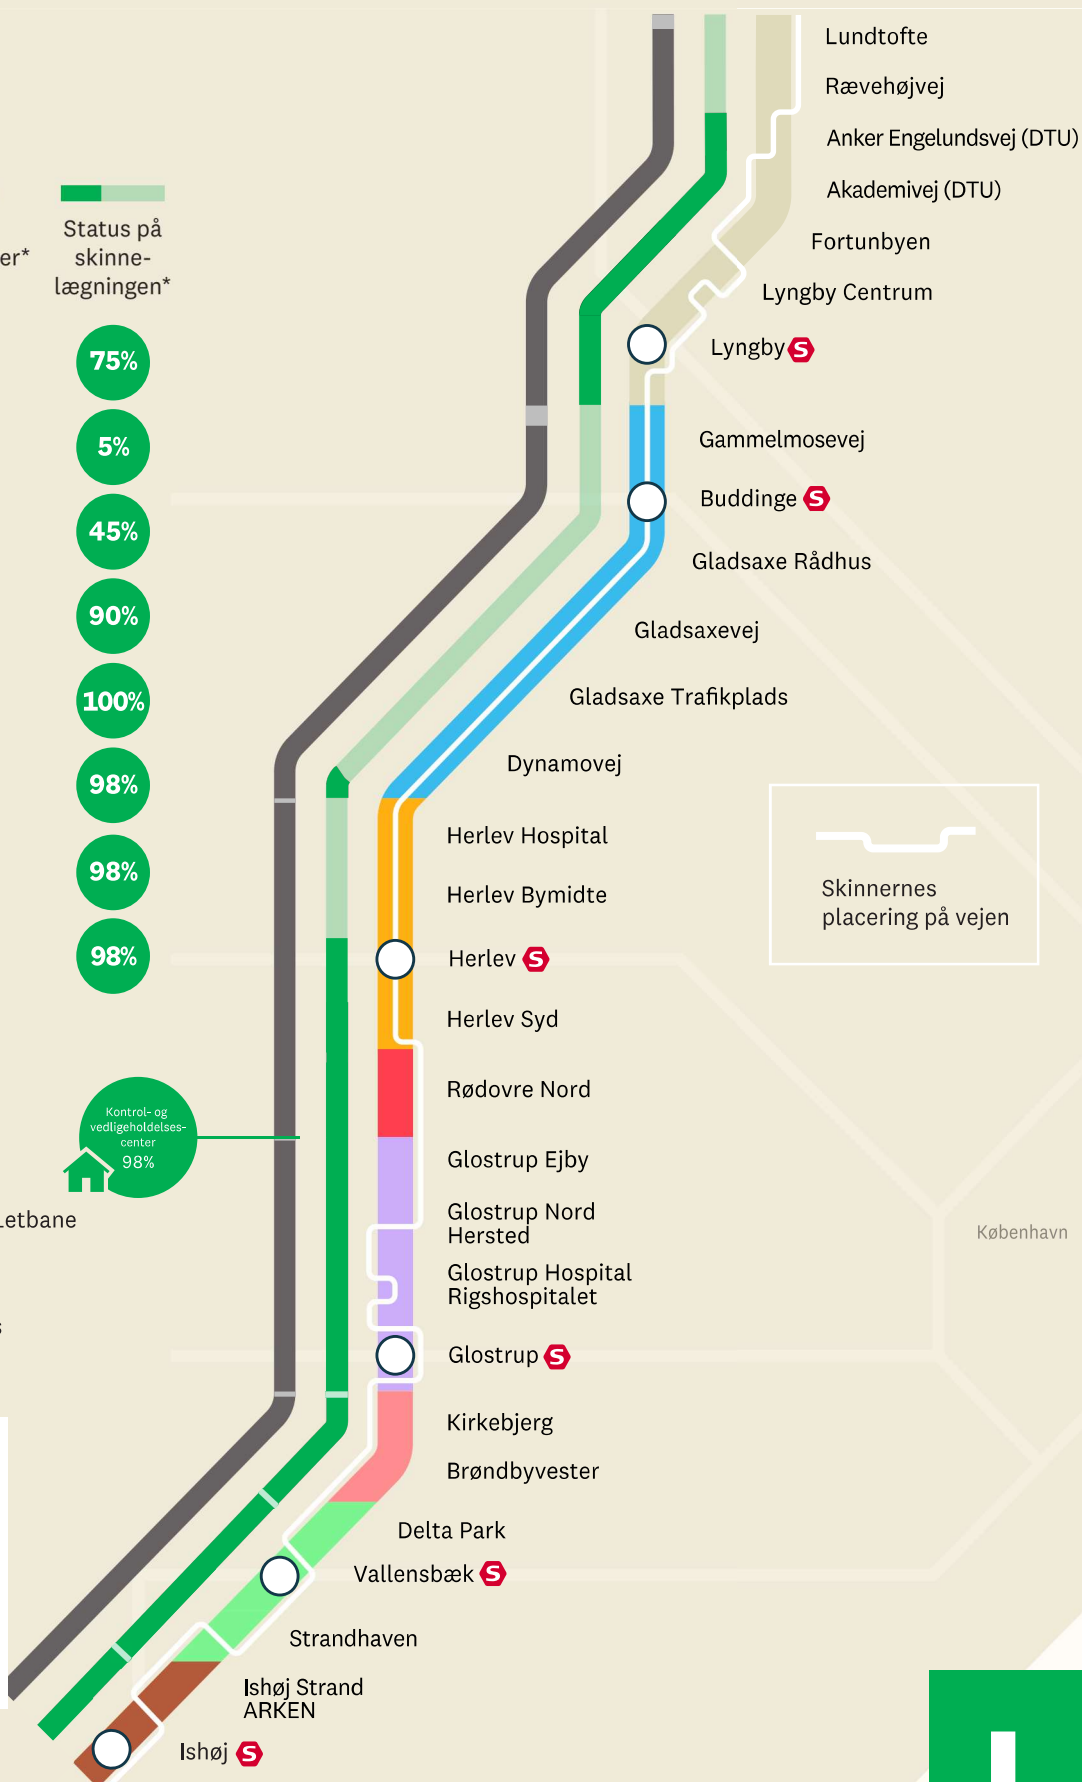 Lundtofte
Rævehøjvej
Anker Engelundsvej (DTU)
Akademivej (DTU)
Fortunbyen
Lyngby Centrum
Lyngby S
Gammelmosevej
Buddinge S
Gladsaxe Rådhus
Gladsaxevej
Gladsaxe Trafikplads
Dynamovej
Herlev Hospital
Herlev Bymidte
Herlev S
Herlev Syd
Rødovre Nord
Glostrup Ejby
Glostrup Nord
Hersted
Glostrup Hospital
Rigshospitalet
Glostrup S
Kirkebjerg
Brøndbyvester
Delta Park
Vallensbæk S
Strandhaven
Ishøj Strand
ARKEN
Ishøj S
er*
Status på
skinne-
lægningen*
75%
5%
45%
90%
100%
98%
98%
98%
Kontrol- og
vedligeholdelses-
center
98%
Letbane
s
Skinnernes
placering på vejen
København